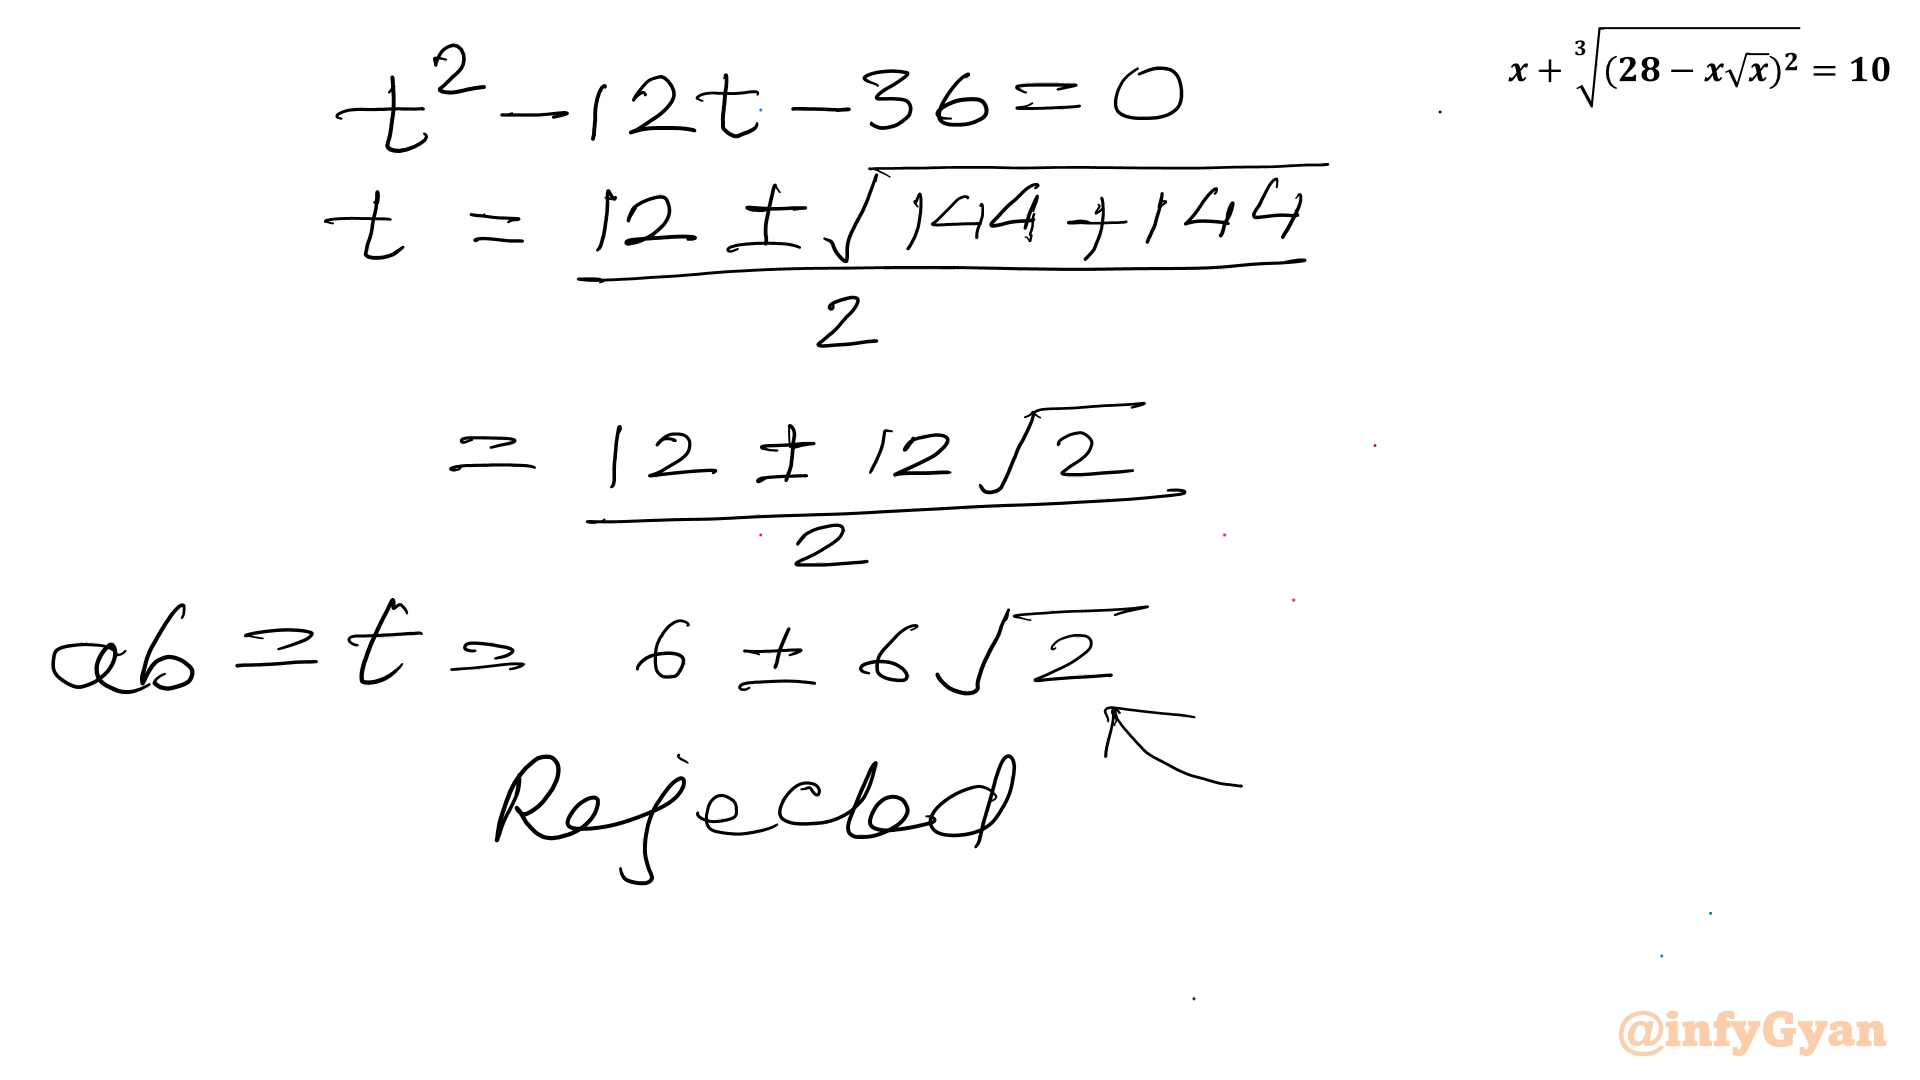 t² - 12t - 36 = 0
x + ∛((28 - x√x)²) = 10
t = (12 ± √(144 + 144))/2
= (12 ± 12√2)/2
ab = t = 6 ± 6√2
Rejected
@infyGyan